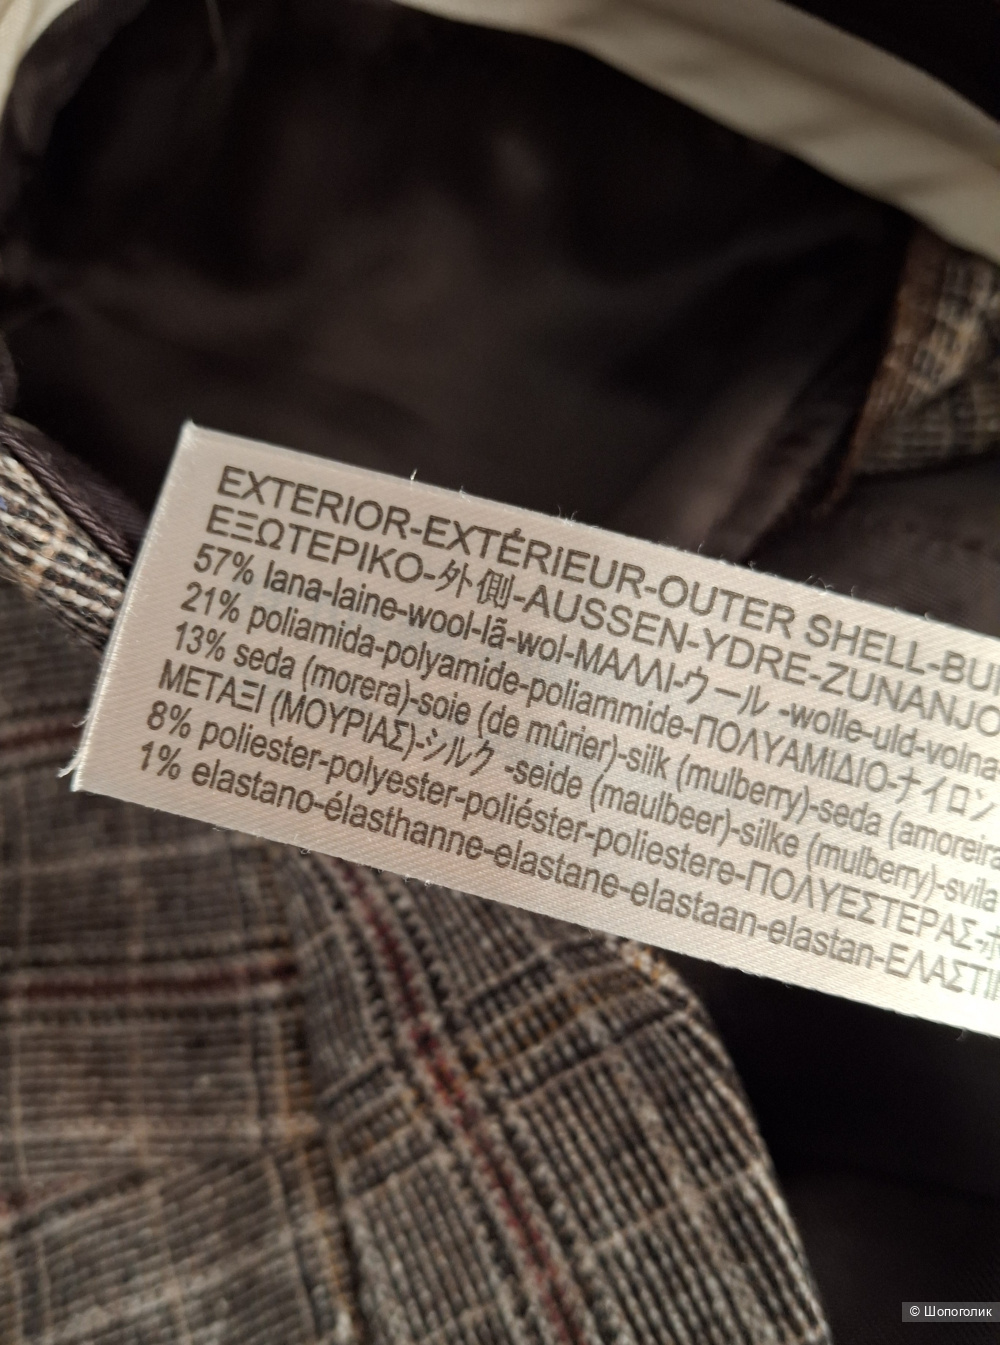 EXTERIOR-EXTÉRIEUR-OUTER SHELL-BU
ΕΞΩΤΕΡΙΚΟ-外側-AUSSEN-YDRE-ZUNANJO
57% lana-laine-wool-lã-wol-ΜΑΛΛΙ-ウール -wolle-uld-volna-
21% poliamida-polyamide-poliammide-ΠΟΛΥΑΜΙΔΙΟ-ナイロン
13% seda (morera)-soie (de mûrier)-silk (mulberry)-seda (amoreira
ΜΕΤΑΞΙ (ΜΟΥΡΙΑΣ)-シルク -seide (maulbeer)-silke (mulberry)-svila
8% poliester-polyester-poliéster-poliestere-ΠΟΛΥΕΣΤΕΡΑΣ-
1% elastano-élasthanne-elastane-elastaan-elastan-ΕΛΑΣΤΙ
© Шопоголик